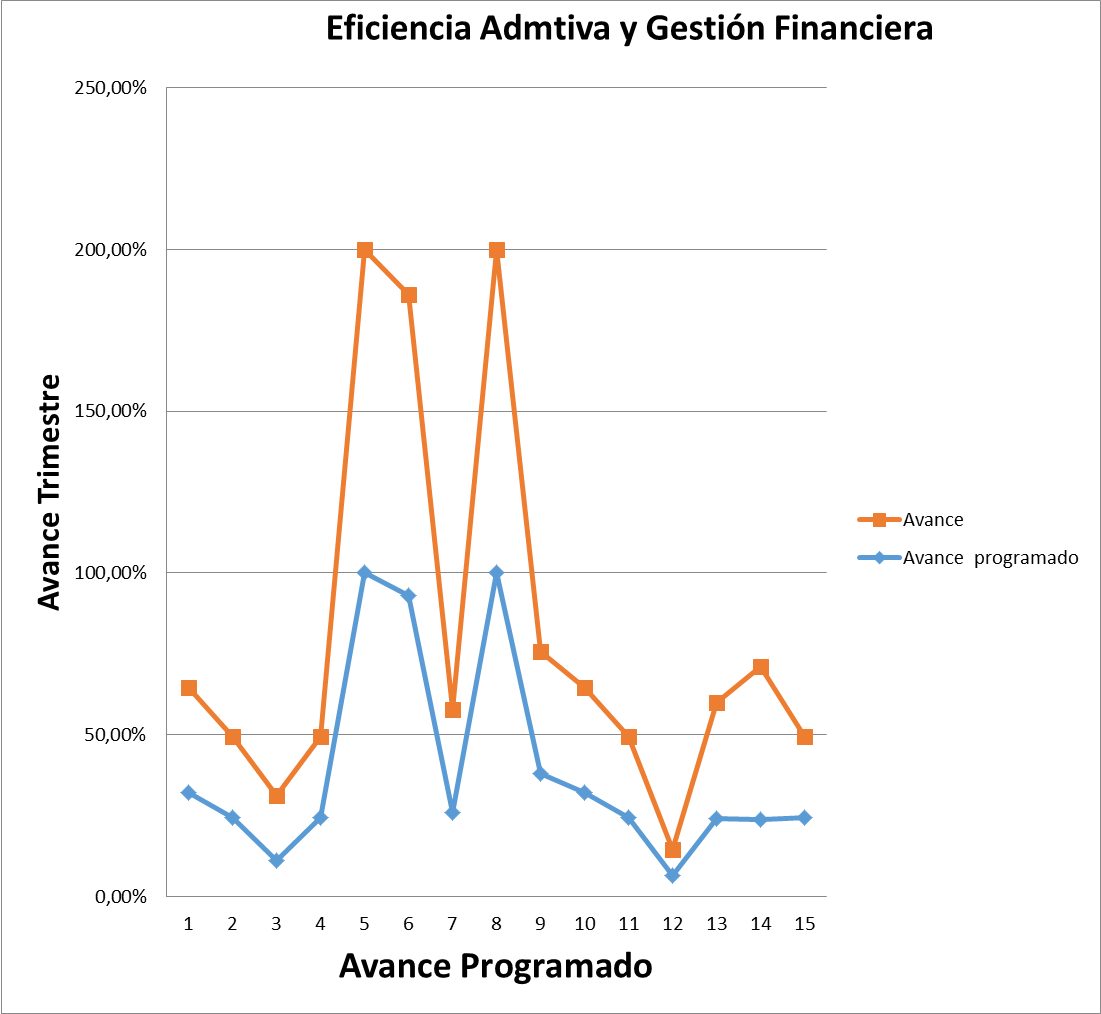 Eficiencia Admtiva y Gestión Financiera
250,00%
200,00%
150,00%
100,00%
50,00%
0,00%
Avance Trimestre
1 2 3 4 5 6 7 8 9 10 11 12 13 14 15
Avance Programado
Avance
Avance programado